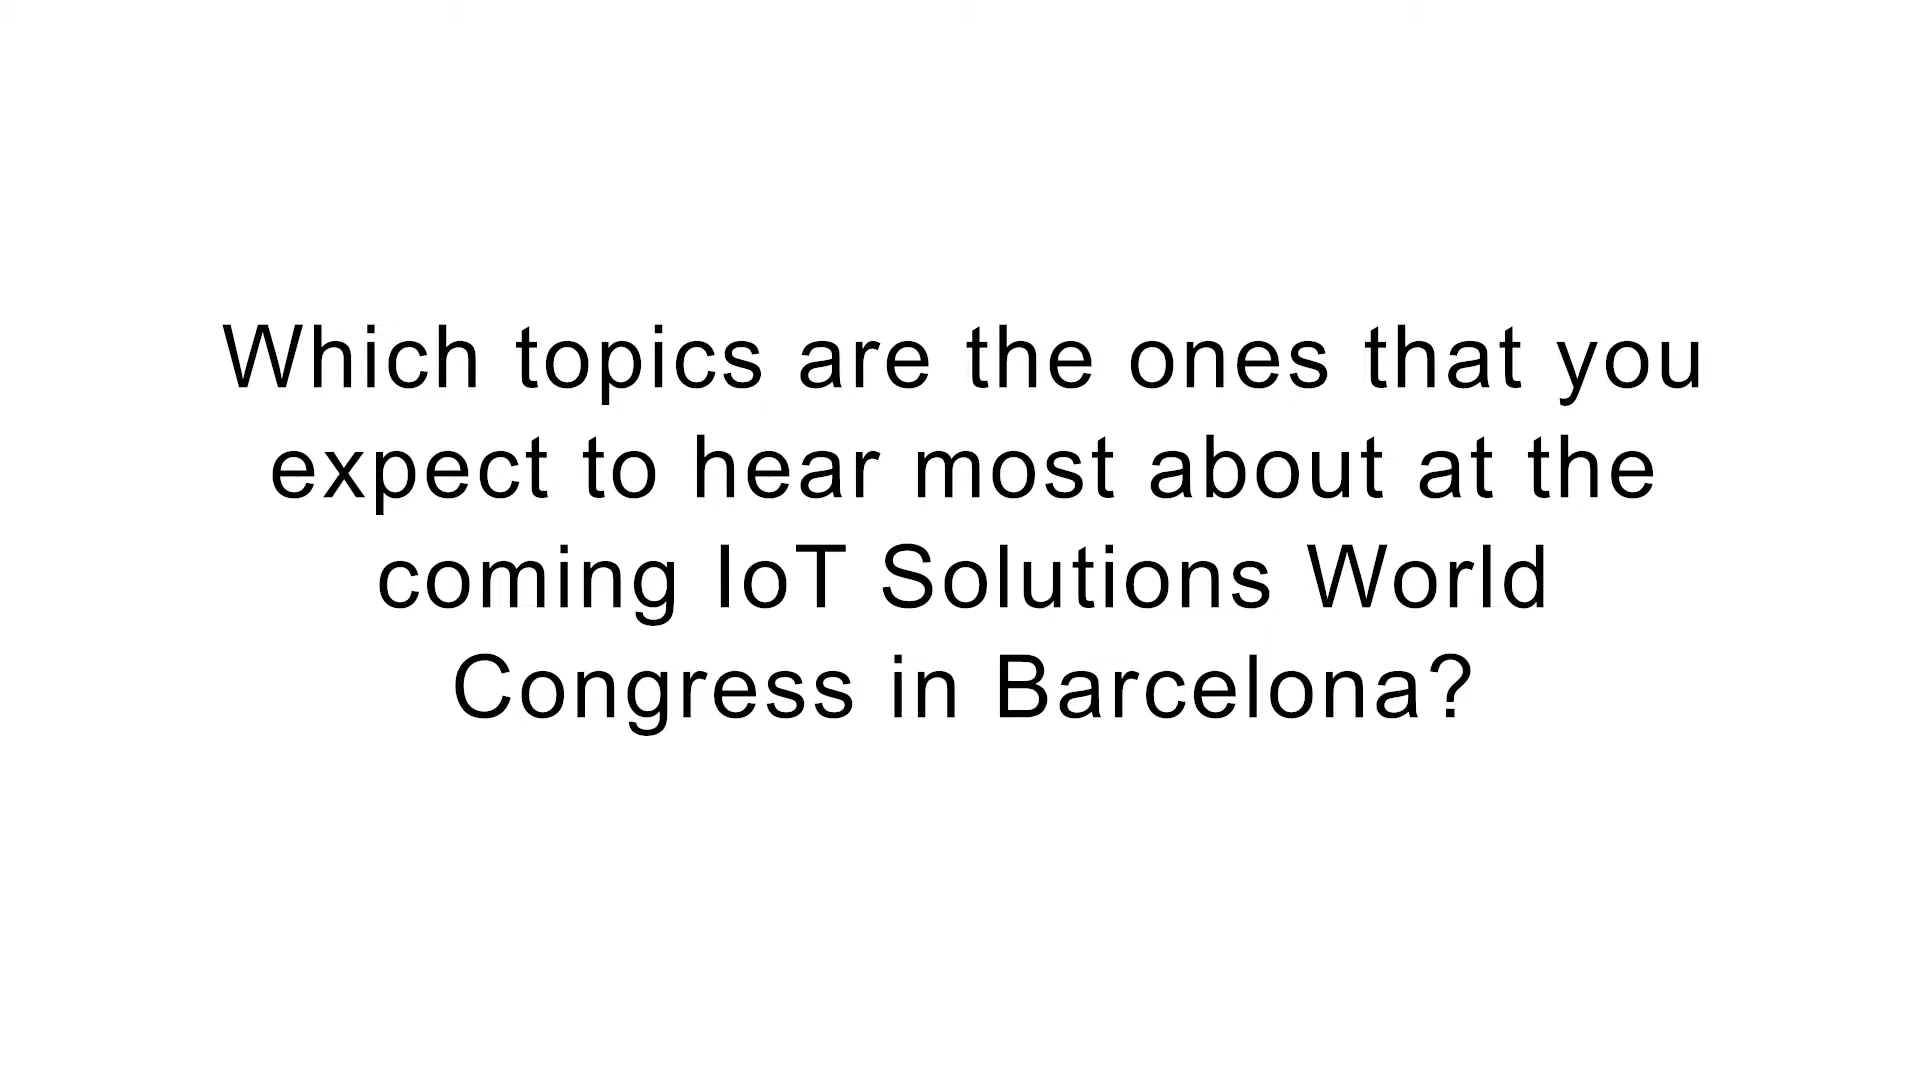 Which topics are the ones that you
expect to hear most about at the
coming IoT Solutions World
Congress in Barcelona?